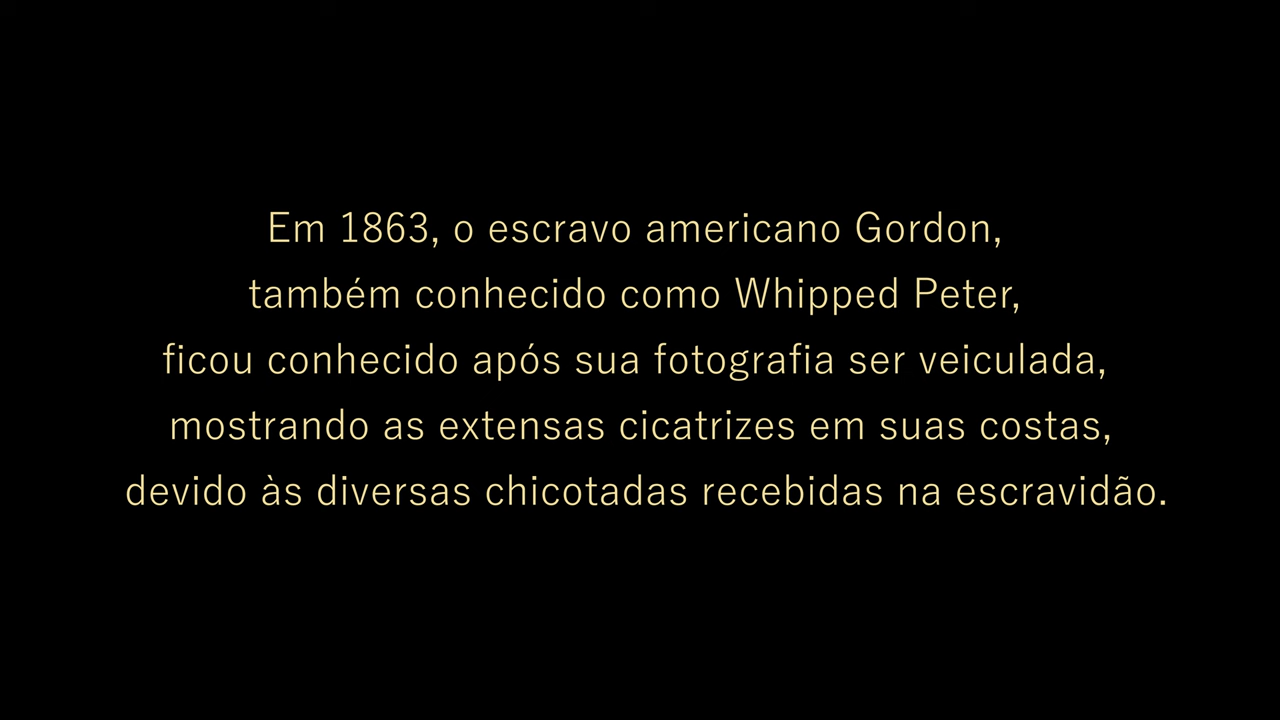 Em 1863, o escravo americano Gordon,
também conhecido como Whipped Peter,
ficou conhecido após sua fotografia ser veiculada,
mostrando as extensas cicatrizes em suas costas,
devido às diversas chicotadas recebidas na escravidão.